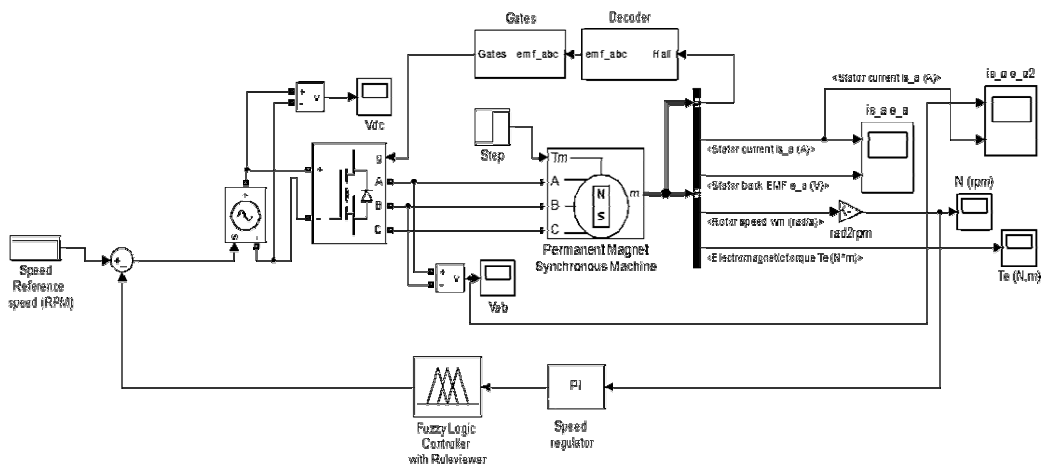 Gates
Decoder
Gates emf_abc
emf_abc Hall
<Stator current is_a (A)>
is_a e_a2
+
-
v
Vdc
Step
is_a e_a
<Stator current is_a (A)>
g
+
A
B
C
-
Tm
A
B
C
N
S
m
<Stator back EMF e_a (V)>
N (rpm)
+
s
-
<Rotor speed wm (rad/s)>
K-
rad2rpm
Permanent Magnet
Synchronous Machine
<Electromagnetic torque Te (N*m)>
Te (N.m)
Speed
Reference
speed (RPM)
+
-
+
-
v
Vab
PI
Fuzzy Logic
Controller
with Ruleviewer
Speed
regulator